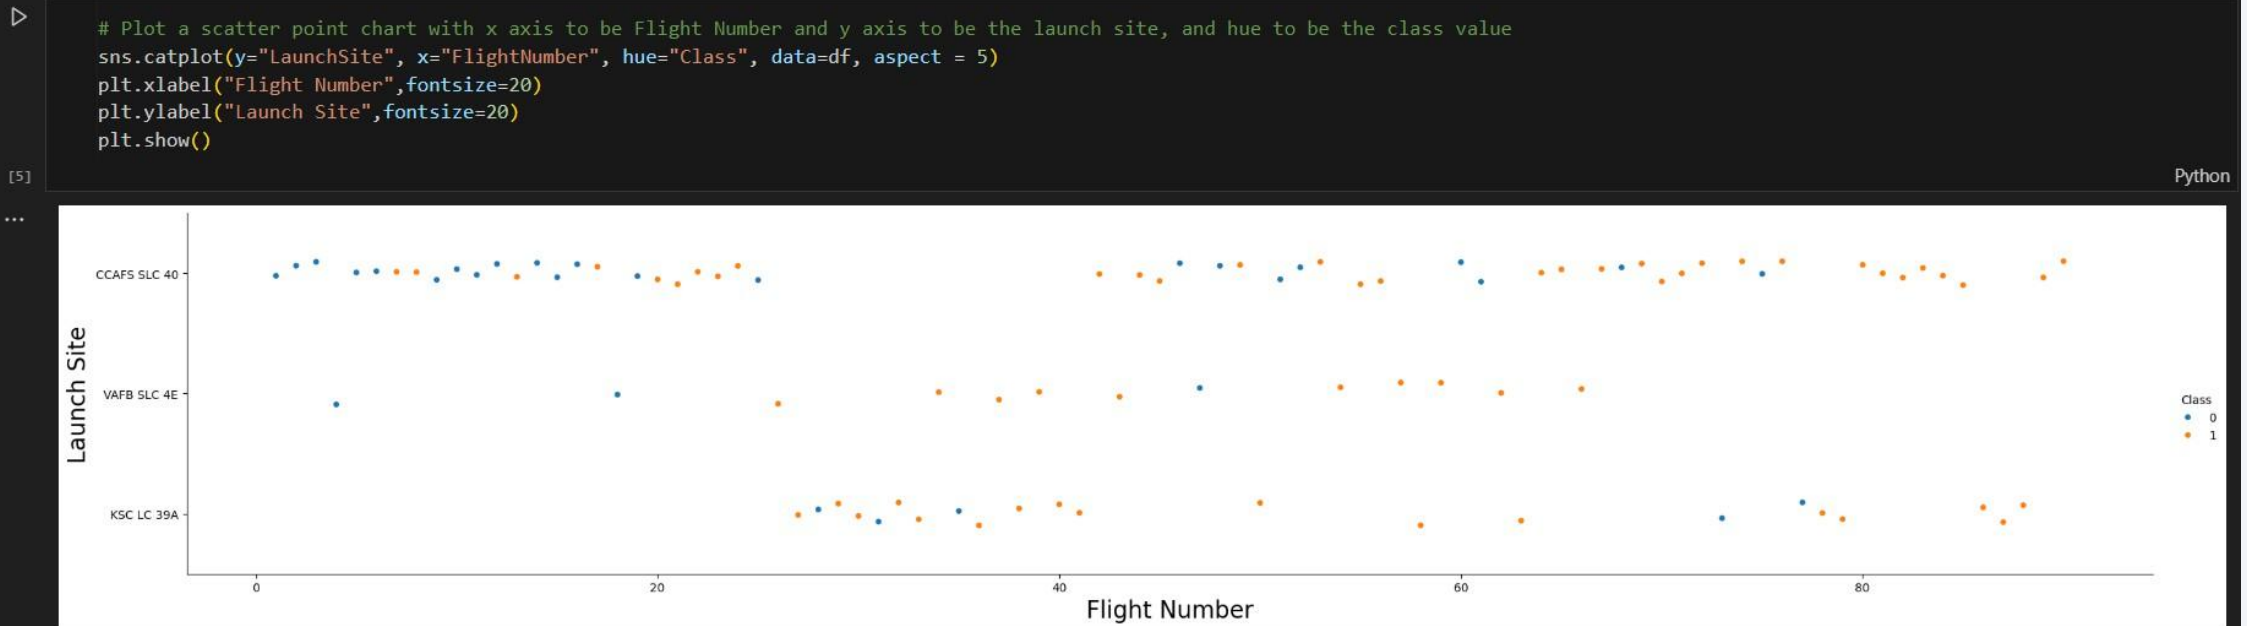 # Plot a scatter point chart with x axis to be Flight Number and y axis to be the launch site, and hue to be the class value
sns.catplot(y="LaunchSite", x="FlightNumber", hue="Class", data=df, aspect = 5)
plt.xlabel("Flight Number",fontsize=20)
plt.ylabel("Launch Site",fontsize=20)
plt.show()
[5]
Python
CCAFS SLC 40
VAFB SLC 4E
KSC LC 39A
Launch Site
Class
0
1
0 20 40 60 80
Flight Number